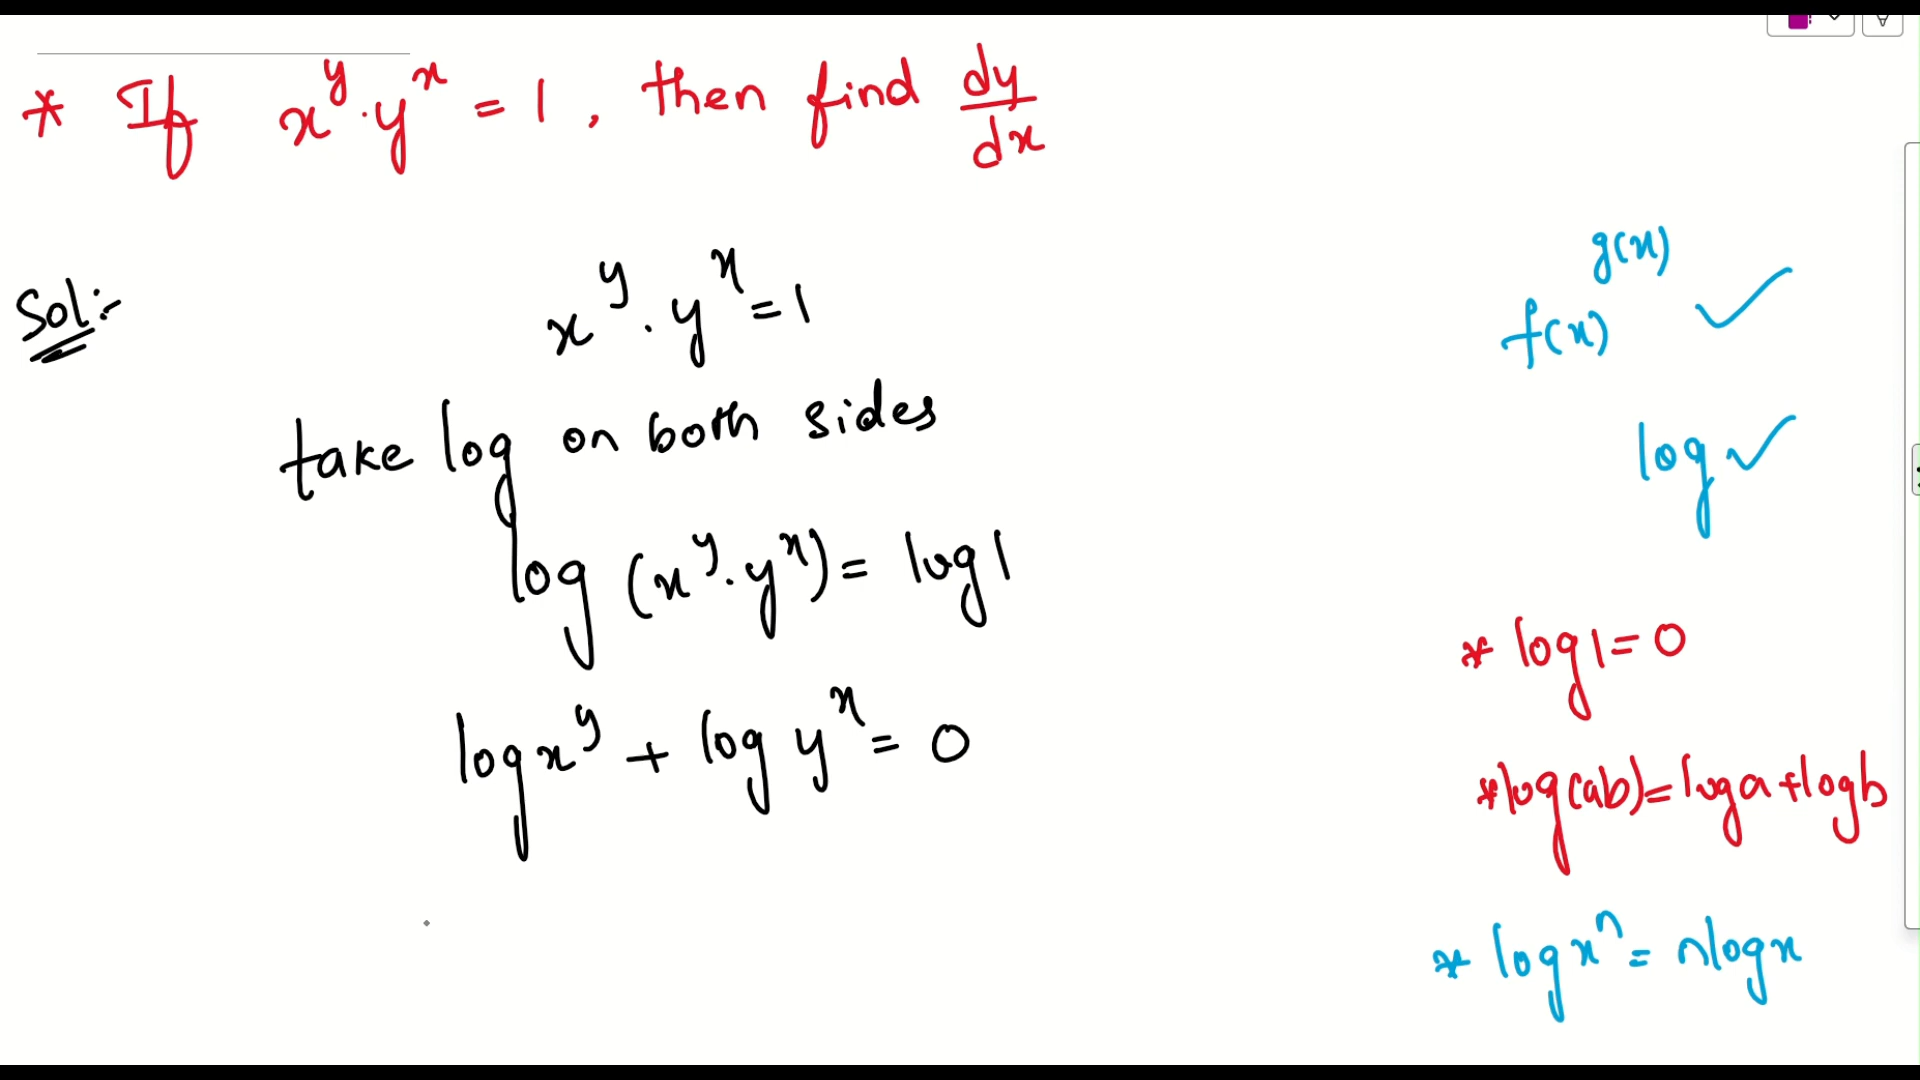 * If x^y · y^x = 1, then find dy/dx
Sol:-
x^y · y^x = 1
take log on both sides
log (x^y · y^x) = log 1
log x^y + log y^x = 0
f(x)^g(x) ✓
log ✓
* log 1 = 0
* log(ab) = log a + log b
* log x^n = n log x